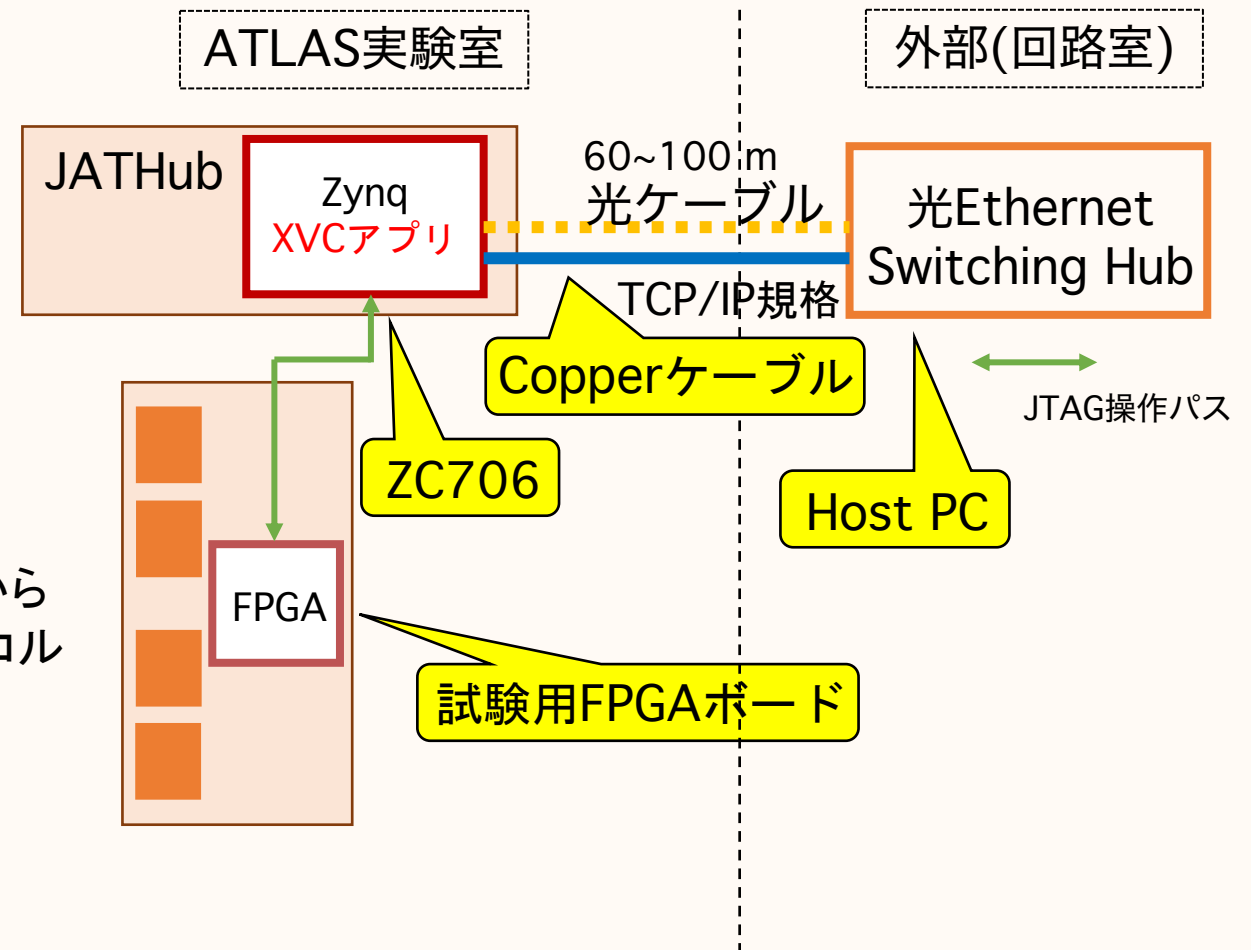 ATLAS実験室
外部(回路室)
JATHub
Zynq
XVCアプリ
60~100 m
光ケーブル
TCP/IP規格
光Ethernet
Switching Hub
Copperケーブル
JTAG操作パス
ZC706
Host PC
から
コル
FPGA
試験用FPGAボード